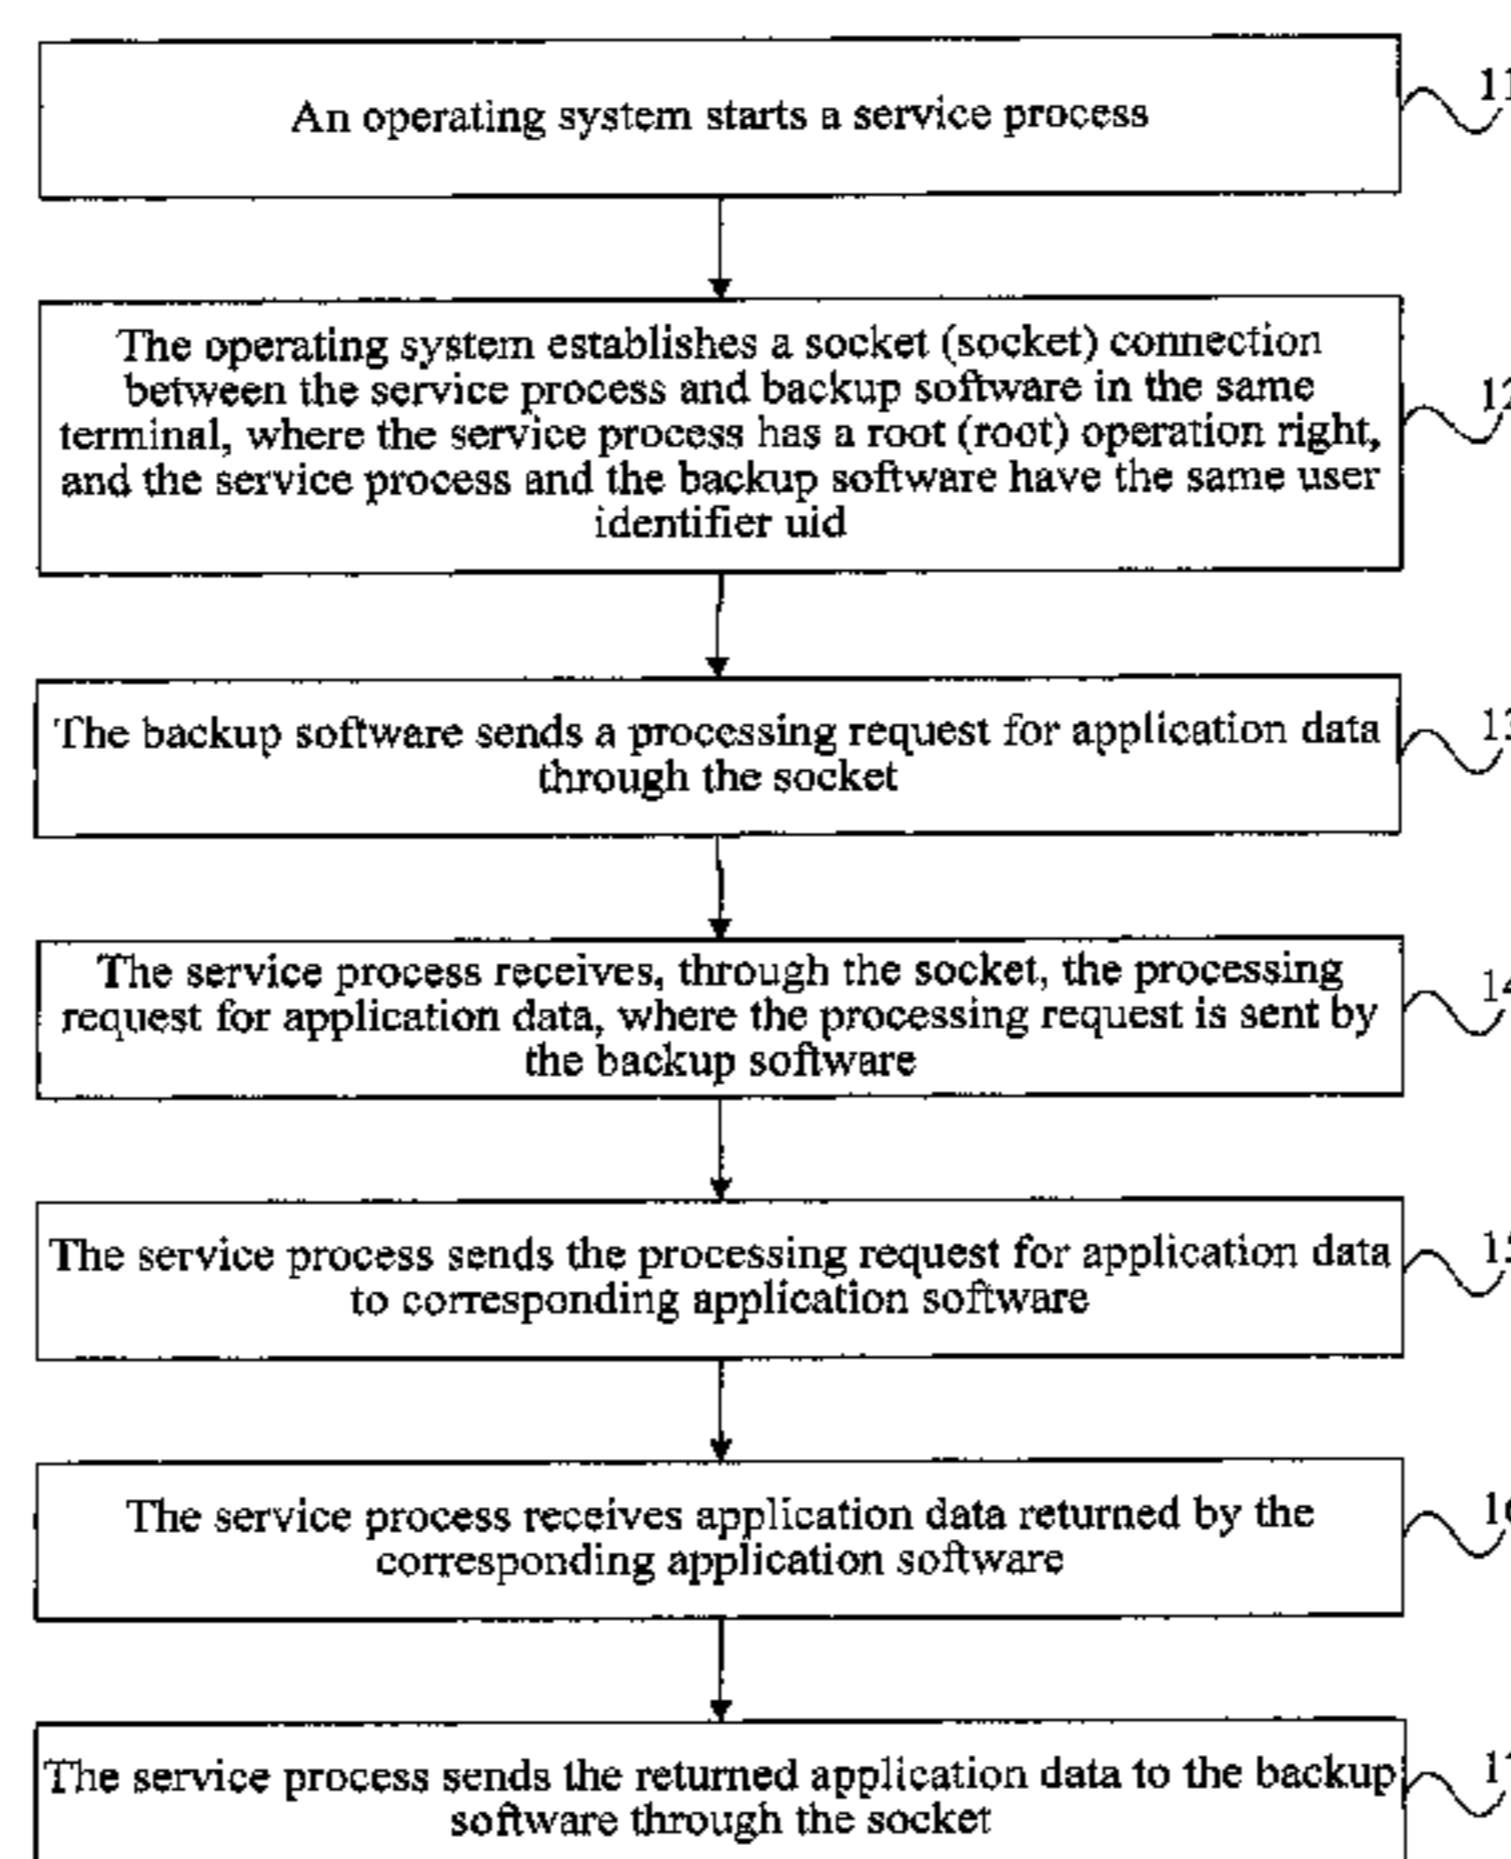 An operating system starts a service process
11
The operating system establishes a socket (socket) connection
between the service process and backup software in the same
terminal, where the service process has a root (root) operation right,
and the service process and the backup software have the same user
identifier uid
12
The backup software sends a processing request for application data
through the socket
13
The service process receives, through the socket, the processing
request for application data, where the processing request is sent by
the backup software
14
The service process sends the processing request for application data
to corresponding application software
15
The service process receives application data returned by the
corresponding application software
16
The service process sends the returned application data to the backup
software through the socket